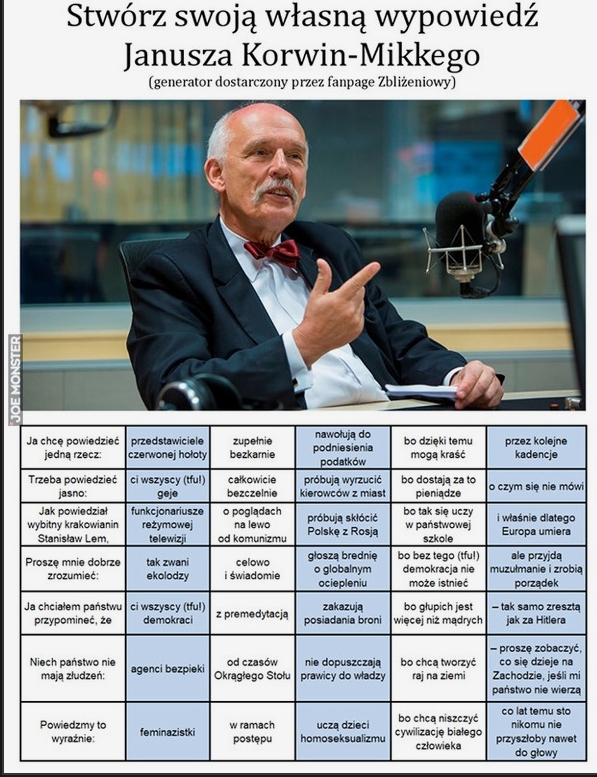 Stwórz swoją własną wypowiedź
Janusza Korwin-Mikkego
(generator dostarczony przez fanpage Zbliżeniowy)
JOE MONSTER
Ja chcę powiedzieć
jedną rzecz:
przedstawiciele
czerwonej hołoty
zupełnie
bezkarnie
nawołują do
podniesienia
podatków
bo dzięki temu
mogą kraść
przez kolejne
kadencje
Trzeba powiedzieć
jasno:
ci wszyscy (tfu!)
geje
całkowicie
bezczelnie
próbują wyrzucić
kierowców z miast
bo dostają za to
pieniądze
o czym się nie mówi
Jak powiedział
wybitny krakowianin
Stanisław Lem,
funkcjonariusze
reżymowej
telewizji
o poglądach
na lewo
od komunizmu
próbują skłócić
Polskę z Rosją
bo tak się uczy
w państwowej
szkole
i właśnie dlatego
Europa umiera
Proszę mnie dobrze
zrozumieć:
tak zwani
ekolodzy
celowo
i świadomie
głoszą brednię
o globalnym
ociepleniu
bo bez tego (tfu!)
demokracja nie
może istnieć
ale przyjdą
muzułmanie i zrobią
porządek
Ja chciałem państwu
przypomnieć, że
ci wszyscy (tfu!)
demokraci
z premedytacją
zakazują
posiadania broni
bo głupich jest
więcej niż mądrych
– tak samo zresztą
jak za Hitlera
Niech państwo nie
mają złudzeń:
agenci bezpieki
od czasów
Okrągłego Stołu
nie dopuszczają
prawicy do władzy
bo chcą tworzyć
raj na ziemi
– proszę zobaczyć,
co się dzieje na
Zachodzie, jeśli mi
państwo nie wierzą
Powiedzmy to
wyraźnie:
feminazistki
w ramach
postępu
uczą dzieci
homoseksualizmu
bo chcą niszczyć
cywilizację białego
człowieka
co lat temu sto
nikomu nie
przyszłoby nawet
do głowy